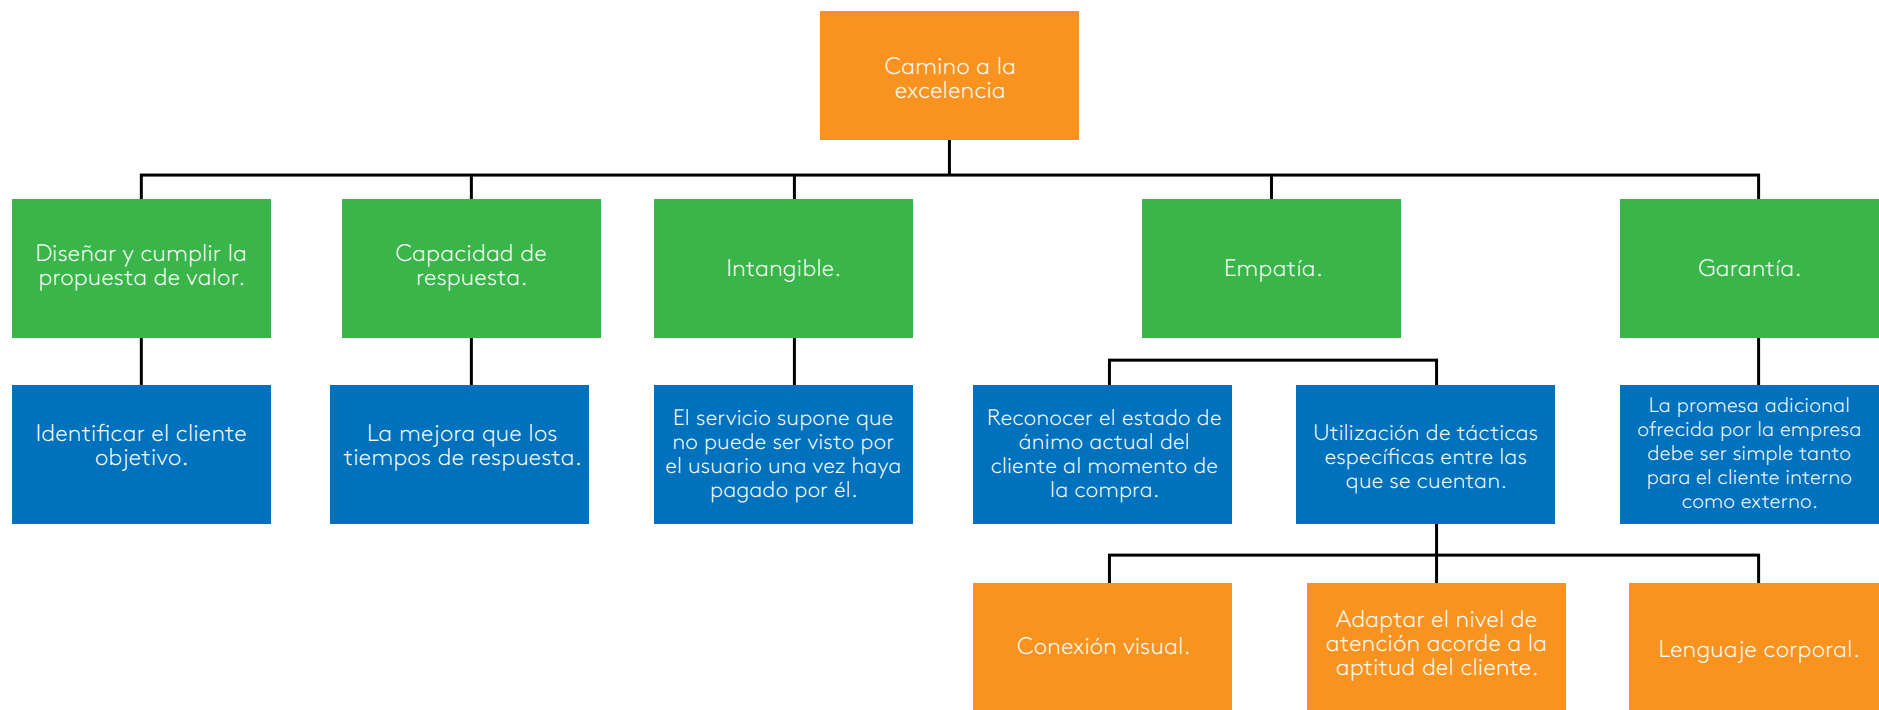 Camino a la
excelencia
Diseñar y cumplir la
propuesta de valor.
Capacidad de
respuesta.
Intangible.
Empatía.
Garantía.
Identificar el cliente
objetivo.
La mejora que los
tiempos de respuesta.
El servicio supone que
no puede ser visto por
el usuario una vez haya
pagado por él.
Reconocer el estado de
ánimo actual del
cliente al momento de
la compra.
Utilización de tácticas
específicas entre las
que se cuentan.
La promesa adicional
ofrecida por la empresa
debe ser simple tanto
para el cliente interno
como externo.
Conexión visual.
Adaptar el nivel de
atención acorde a la
aptitud del cliente.
Lenguaje corporal.